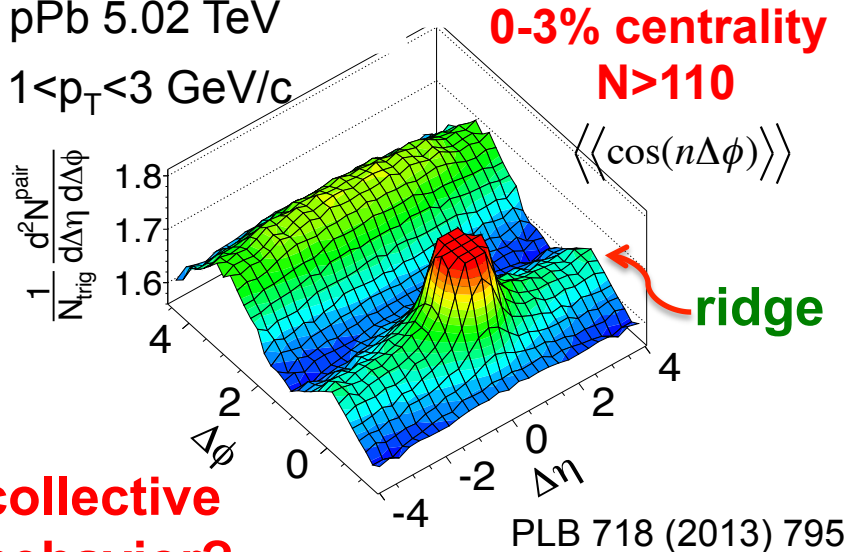 pPb 5.02 TeV
1<p_T<3 GeV/c
0-3% centrality
N>110
⟨⟨cos(nΔϕ)⟩⟩
1/N_trig d²N^pair/dΔη dΔϕ
1.8
1.7
1.6
4
2
0
Δϕ
-4
-2
0
2
4
Δη
ridge
collective
behavior?
PLB 718 (2013) 795